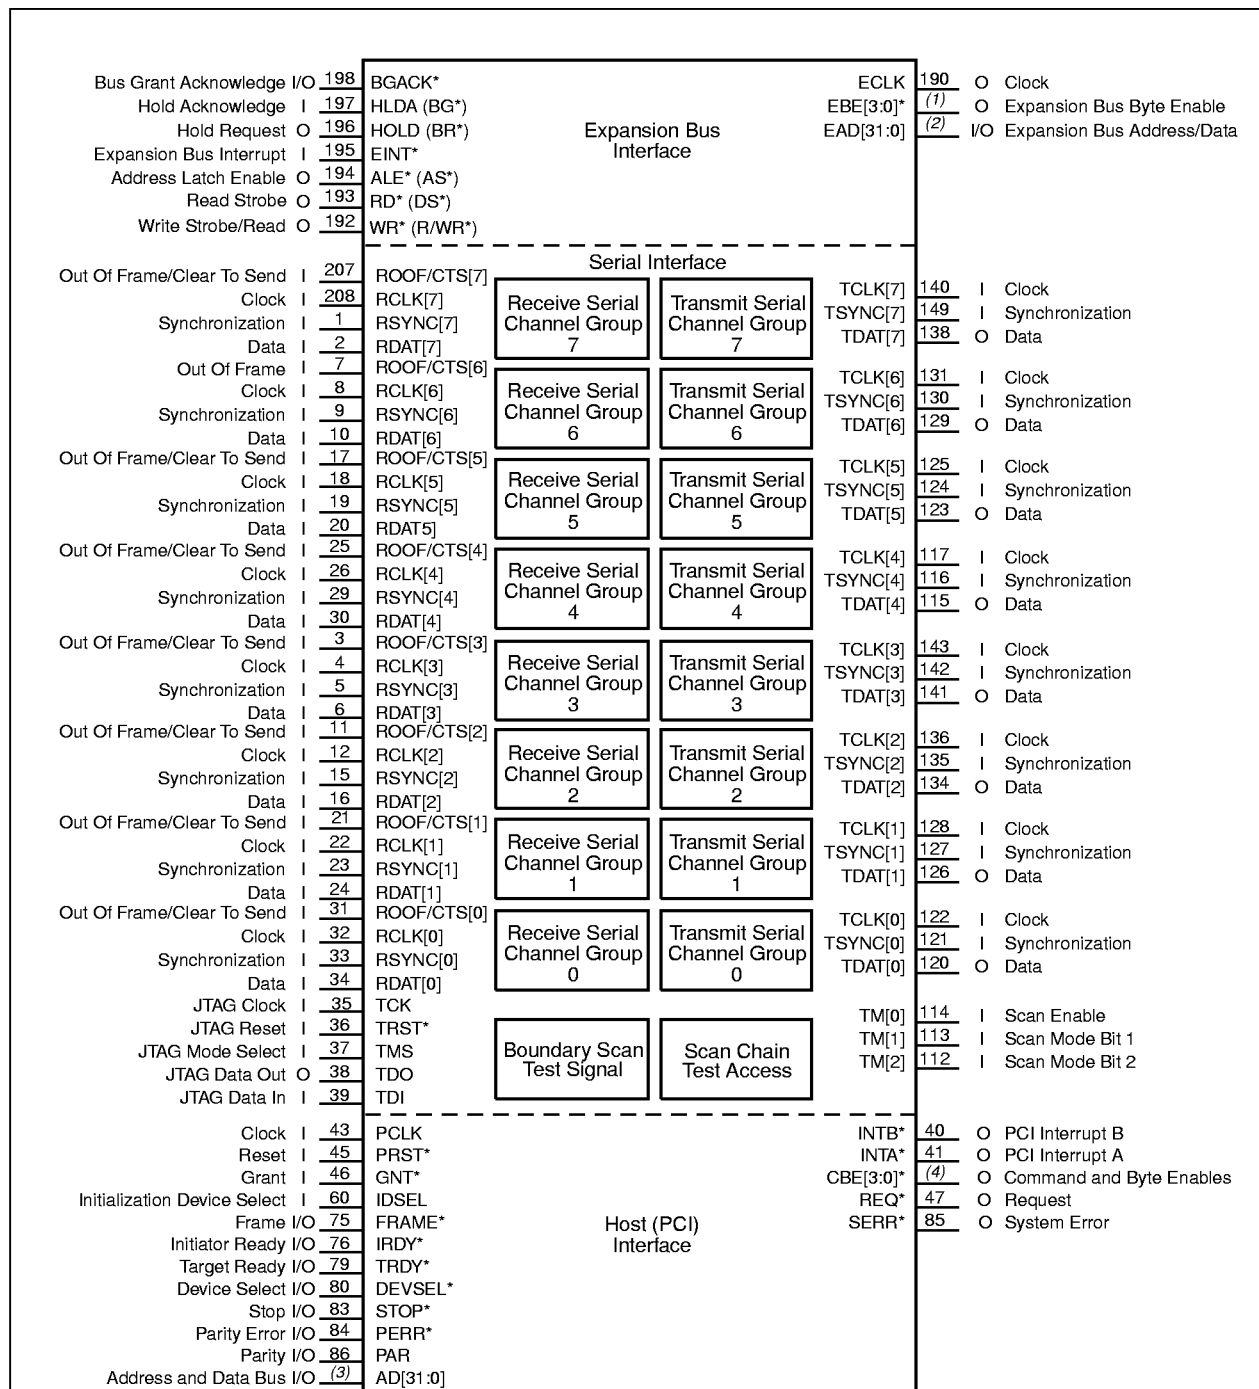 Bus Grant Acknowledge I/O 198 BGACK*
Hold Acknowledge I 197 HLDA (BG*)
Hold Request O 196 HOLD (BR*)
Expansion Bus Interrupt I 195 EINT*
Address Latch Enable O 194 ALE* (AS*)
Read Strobe O 193 RD* (DS*)
Write Strobe/Read O 192 WR* (R/WR*)
Expansion Bus
Interface
ECLK 190 O Clock
EBE[3:0]* (1) O Expansion Bus Byte Enable
EAD[31:0] (2) I/O Expansion Bus Address/Data
Serial Interface
Out Of Frame/Clear To Send I 207 ROOF/CTS[7]
Clock I 208 RCLK[7]
Synchronization I 1 RSYNC[7]
Data I 2 RDAT[7]
Receive Serial
Channel Group
7
Transmit Serial
Channel Group
7
TCLK[7] 140 I Clock
TSYNC[7] 149 I Synchronization
TDAT[7] 138 O Data
Out Of Frame I 7 ROOF/CTS[6]
Clock I 8 RCLK[6]
Synchronization I 9 RSYNC[6]
Data I 10 RDAT[6]
Receive Serial
Channel Group
6
Transmit Serial
Channel Group
6
TCLK[6] 131 I Clock
TSYNC[6] 130 I Synchronization
TDAT[6] 129 O Data
Out Of Frame/Clear To Send I 17 ROOF/CTS[5]
Clock I 18 RCLK[5]
Synchronization I 19 RSYNC[5]
Data I 20 RDAT5]
Receive Serial
Channel Group
5
Transmit Serial
Channel Group
5
TCLK[5] 125 I Clock
TSYNC[5] 124 I Synchronization
TDAT[5] 123 O Data
Out Of Frame/Clear To Send I 25 ROOF/CTS[4]
Clock I 26 RCLK[4]
Synchronization I 29 RSYNC[4]
Data I 30 RDAT[4]
Receive Serial
Channel Group
4
Transmit Serial
Channel Group
4
TCLK[4] 117 I Clock
TSYNC[4] 116 I Synchronization
TDAT[4] 115 O Data
Out Of Frame/Clear To Send I 3 ROOF/CTS[3]
Clock I 4 RCLK[3]
Synchronization I 5 RSYNC[3]
Data I 6 RDAT[3]
Receive Serial
Channel Group
3
Transmit Serial
Channel Group
3
TCLK[3] 143 I Clock
TSYNC[3] 142 I Synchronization
TDAT[3] 141 O Data
Out Of Frame/Clear To Send I 11 ROOF/CTS[2]
Clock I 12 RCLK[2]
Synchronization I 15 RSYNC[2]
Data I 16 RDAT[2]
Receive Serial
Channel Group
2
Transmit Serial
Channel Group
2
TCLK[2] 136 I Clock
TSYNC[2] 135 I Synchronization
TDAT[2] 134 O Data
Out Of Frame/Clear To Send I 21 ROOF/CTS[1]
Clock I 22 RCLK[1]
Synchronization I 23 RSYNC[1]
Data I 24 RDAT[1]
Receive Serial
Channel Group
1
Transmit Serial
Channel Group
1
TCLK[1] 128 I Clock
TSYNC[1] 127 I Synchronization
TDAT[1] 126 O Data
Out Of Frame/Clear To Send I 31 ROOF/CTS[0]
Clock I 32 RCLK[0]
Synchronization I 33 RSYNC[0]
Data I 34 RDAT[0]
Receive Serial
Channel Group
0
Transmit Serial
Channel Group
0
TCLK[0] 122 I Clock
TSYNC[0] 121 I Synchronization
TDAT[0] 120 O Data
JTAG Clock I 35 TCK
JTAG Reset I 36 TRST*
JTAG Mode Select I 37 TMS
JTAG Data Out O 38 TDO
JTAG Data In I 39 TDI
Boundary Scan
Test Signal
Scan Chain
Test Access
TM[0] 114 I Scan Enable
TM[1] 113 I Scan Mode Bit 1
TM[2] 112 I Scan Mode Bit 2
Clock I 43 PCLK
Reset I 45 PRST*
Grant I 46 GNT*
Initialization Device Select I 60 IDSEL
Frame I/O 75 FRAME*
Initiator Ready I/O 76 IRDY*
Target Ready I/O 79 TRDY*
Device Select I/O 80 DEVSEL*
Stop I/O 83 STOP*
Parity Error I/O 84 PERR*
Parity I/O 86 PAR
Address and Data Bus I/O (3) AD[31:0]
Host (PCI)
Interface
INTB* 40 O PCI Interrupt B
INTA* 41 O PCI Interrupt A
CBE[3:0]* (4) O Command and Byte Enables
REQ* 47 O Request
SERR* 85 O System Error